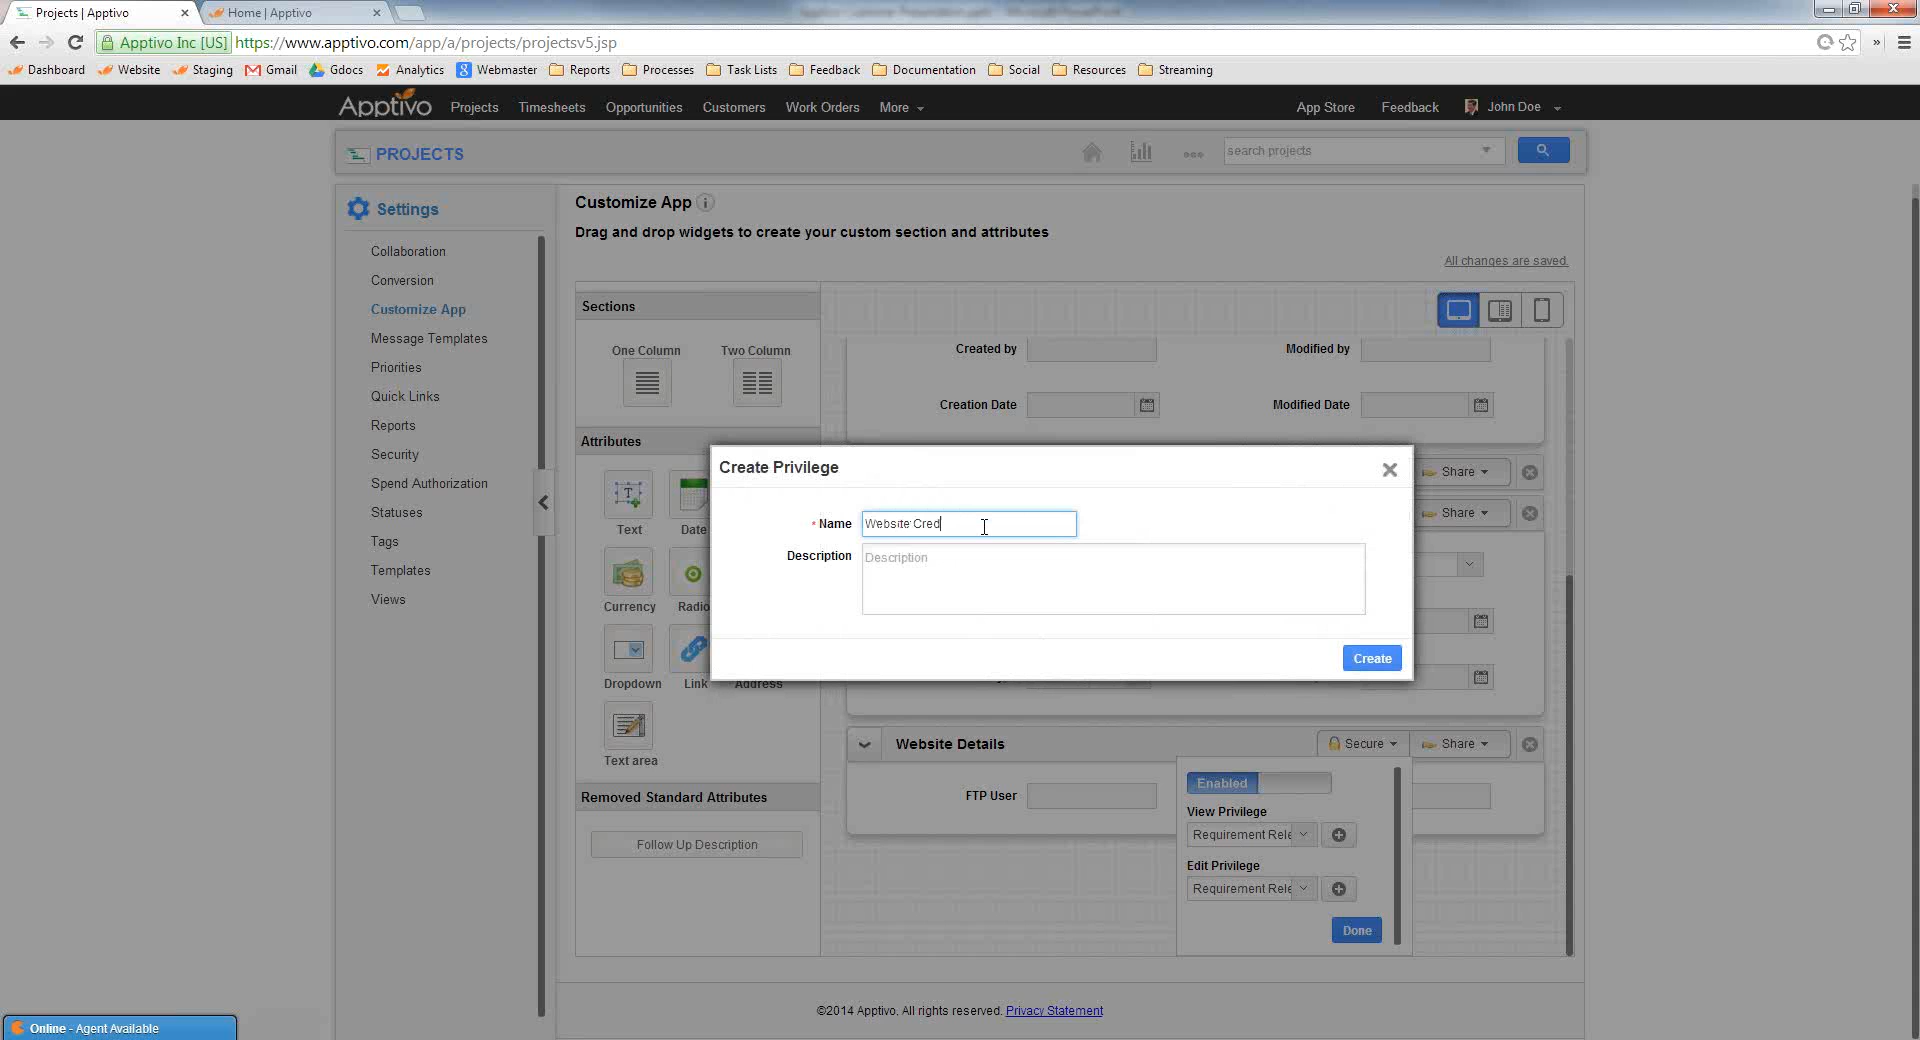 Projects | Apptivo
Home | Apptivo
Apptivo Inc [US] https://www.apptivo.com/app/a/projects/projectsv5.jsp
Dashboard Website Staging Gmail Gdocs Analytics Webmaster Reports Processes Task Lists Feedback Documentation Social Resources Streaming
Apptivo Projects Timesheets Opportunities Customers Work Orders More App Store Feedback John Doe
PROJECTS
search projects
Settings
Collaboration
Conversion
Customize App
Message Templates
Priorities
Quick Links
Reports
Security
Spend Authorization
Statuses
Tags
Templates
Views
Customize App
Drag and drop widgets to create your custom section and attributes
All changes are saved.
Sections
One Column Two Column
Attributes
Text Date
Currency Radio
Dropdown Link Address
Text area
Removed Standard Attributes
Follow Up Description
Created by Modified by
Creation Date Modified Date
Share
Share
Create Privilege
* Name Website Cred
Description Description
Create
Website Details Secure Share
FTP User
Enabled
View Privilege
Requirement Rele
Edit Privilege
Requirement Rele
Done
©2014 Apptivo, All rights reserved. Privacy Statement
Online - Agent Available